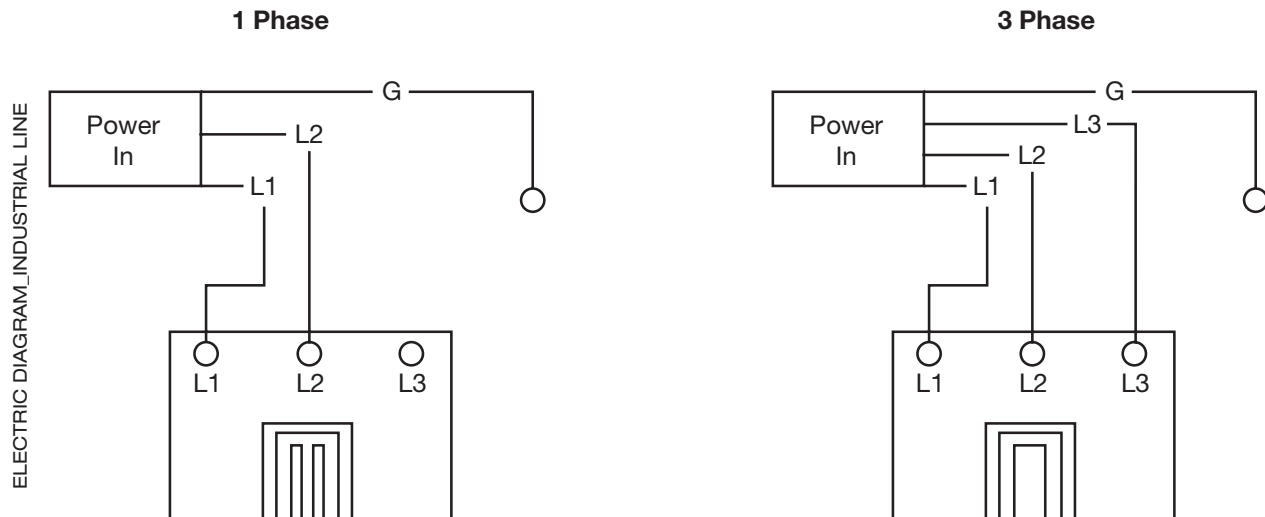 1 Phase
3 Phase
ELECTRIC DIAGRAM_INDUSTRIAL LINE
Power
In
G
L2
L1
L1
L2
L3
Power
In
G
L3
L2
L1
L1
L2
L3